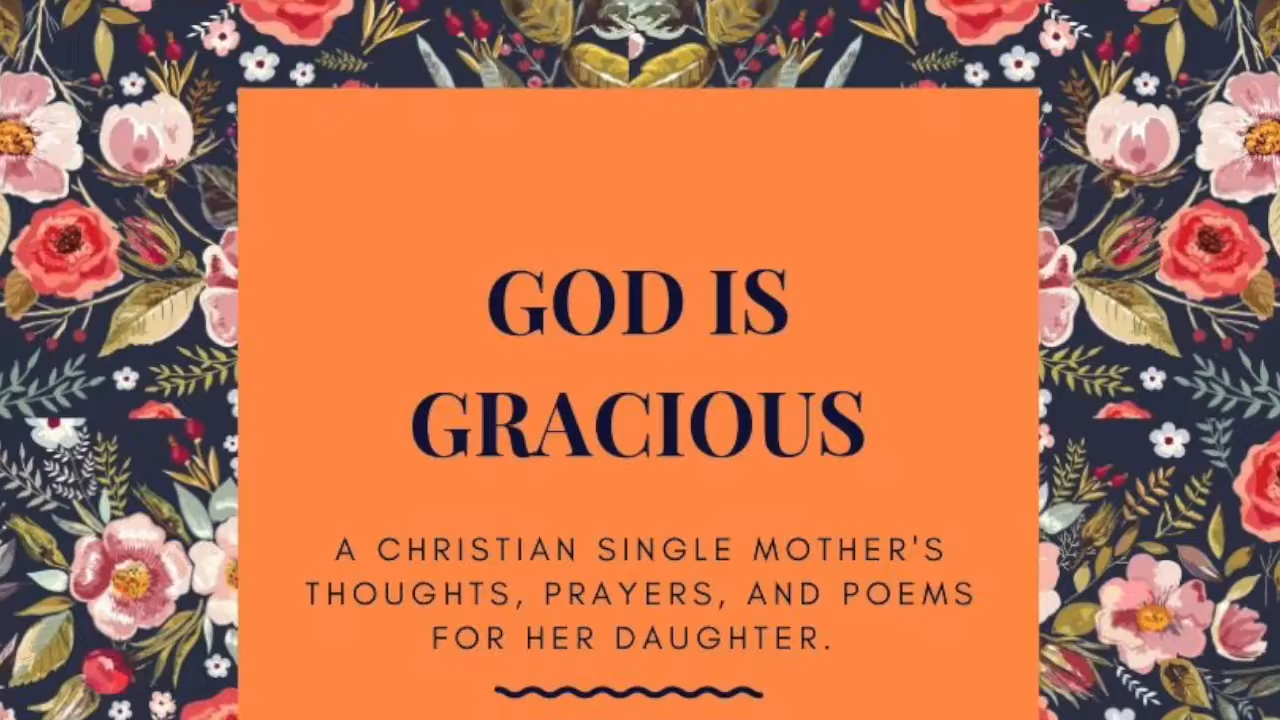 GOD IS
GRACIOUS
A CHRISTIAN SINGLE MOTHER'S
THOUGHTS, PRAYERS, AND POEMS
FOR HER DAUGHTER.